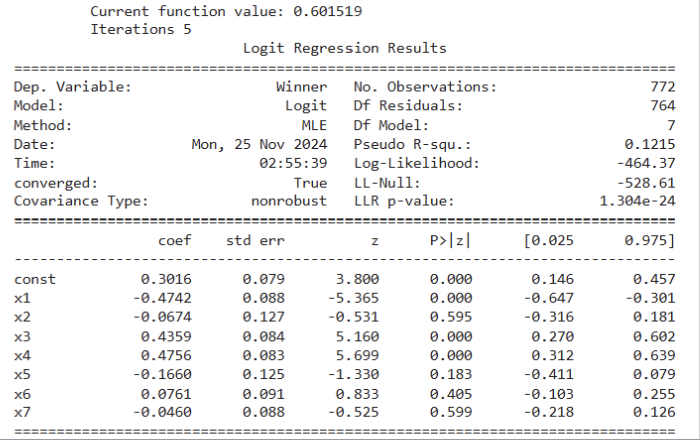 Current function value: 0.601519
Iterations 5
Logit Regression Results
==============================================================================
Dep. Variable: Winner No. Observations: 772
Model: Logit Df Residuals: 764
Method: MLE Df Model: 7
Date: Mon, 25 Nov 2024 Pseudo R-squ.: 0.1215
Time: 02:55:39 Log-Likelihood: -464.37
converged: True LL-Null: -528.61
Covariance Type: nonrobust LLR p-value: 1.304e-24
==============================================================================
coef std err z P>|z| [0.025 0.975]
------------------------------------------------------------------------------
const 0.3016 0.079 3.800 0.000 0.146 0.457
x1 -0.4742 0.088 -5.365 0.000 -0.647 -0.301
x2 -0.0674 0.127 -0.531 0.595 -0.316 0.181
x3 0.4359 0.084 5.160 0.000 0.270 0.602
x4 0.4756 0.083 5.699 0.000 0.312 0.639
x5 -0.1660 0.125 -1.330 0.183 -0.411 0.079
x6 0.0761 0.091 0.833 0.405 -0.103 0.255
x7 -0.0460 0.088 -0.525 0.599 -0.218 0.126
==============================================================================